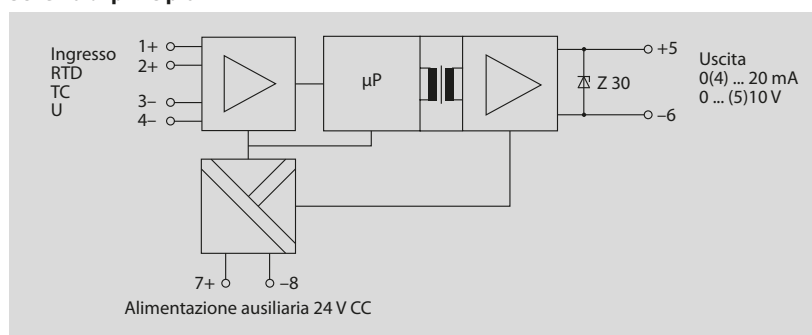 Ingresso
RTD
TC
U
1+
2+
3–
4–
µP
Z 30
+5
–6
Uscita
0(4) ... 20 mA
0 ... (5)10 V
7+
–8
Alimentazione ausiliaria 24 V CC